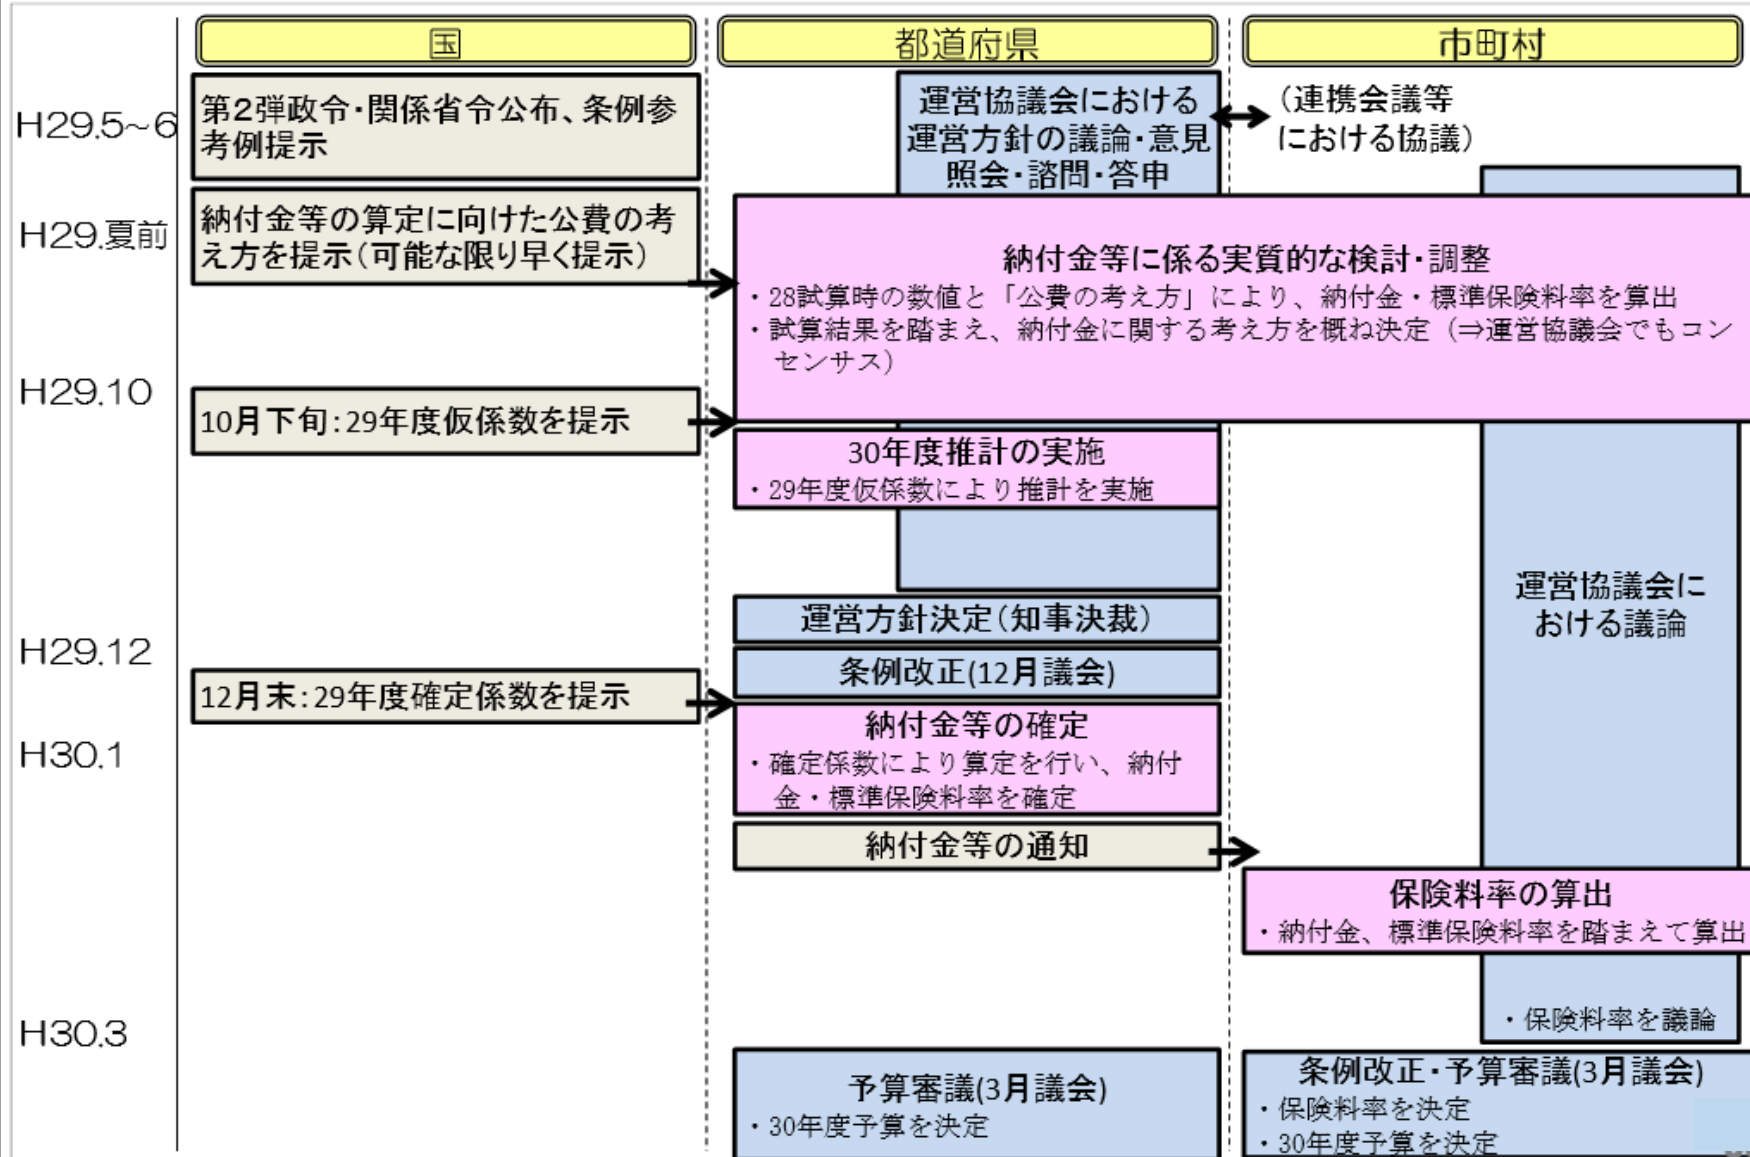 国
都道府県
市町村
H29.5~6
第2弾政令・関係省令公布、条例参
考例提示
運営協議会における
運営方針の議論・意見
照会・諮問・答申
（連携会議等
における協議）
H29.夏前
納付金等の算定に向けた公費の考
え方を提示（可能な限り早く提示）
納付金等に係る実質的な検討・調整
・28試算時の数値と「公費の考え方」により、納付金・標準保険料率を算出
・試算結果を踏まえ、納付金に関する考え方を概ね決定（⇒運営協議会でもコン
センサス）
H29.10
10月下旬：29年度仮係数を提示
30年度推計の実施
・29年度仮係数により推計を実施
運営協議会に
おける議論
運営方針決定（知事決裁）
H29.12
条例改正(12月議会)
12月末：29年度確定係数を提示
納付金等の確定
・確定係数により算定を行い、納付
金・標準保険料率を確定
H30.1
納付金等の通知
保険料率の算出
・納付金、標準保険料率を踏まえて算出
・保険料率を議論
H30.3
予算審議(3月議会)
・30年度予算を決定
条例改正・予算審議(3月議会)
・保険料率を決定
・30年度予算を決定